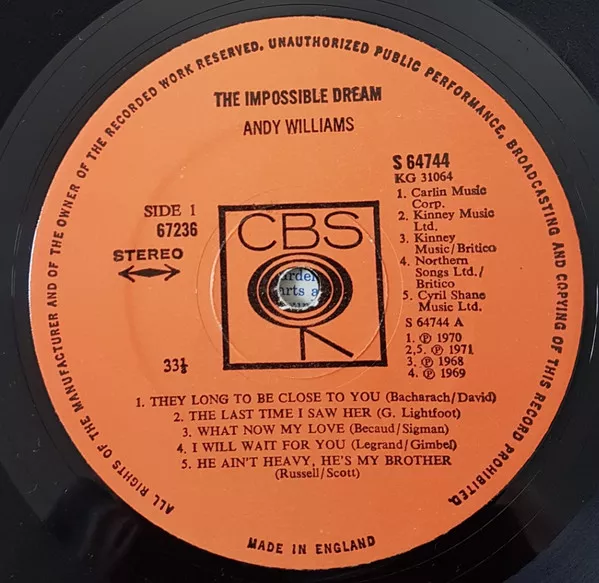 ALL RIGHTS OF THE MANUFACTURER AND OF THE OWNER OF THE RECORDED WORK RESERVED. UNAUTHORIZED PUBLIC PERFORMANCE, BROADCASTING AND COPYING OF THIS RECORD PROHIBITED.
THE IMPOSSIBLE DREAM
ANDY WILLIAMS
SIDE 1
67236
STEREO
33⅓
CBS
arts a
S 64744
KG 31064
1. Carlin Music
Corp.
2. Kinney Music
Ltd.
3. Kinney
Music/Britico
4. Northern
Songs Ltd./
Britico
5. Cyril Shane
Music Ltd.
S 64744 A
1. ℗ 1970
2,5. ℗ 1971
3. ℗ 1968
4. ℗ 1969
1. THEY LONG TO BE CLOSE TO YOU (Bacharach/David)
2. THE LAST TIME I SAW HER (G. Lightfoot)
3. WHAT NOW MY LOVE (Becaud/Sigman)
4. I WILL WAIT FOR YOU (Legrand/Gimbel)
5. HE AIN'T HEAVY, HE'S MY BROTHER
(Russell/Scott)
MADE IN ENGLAND